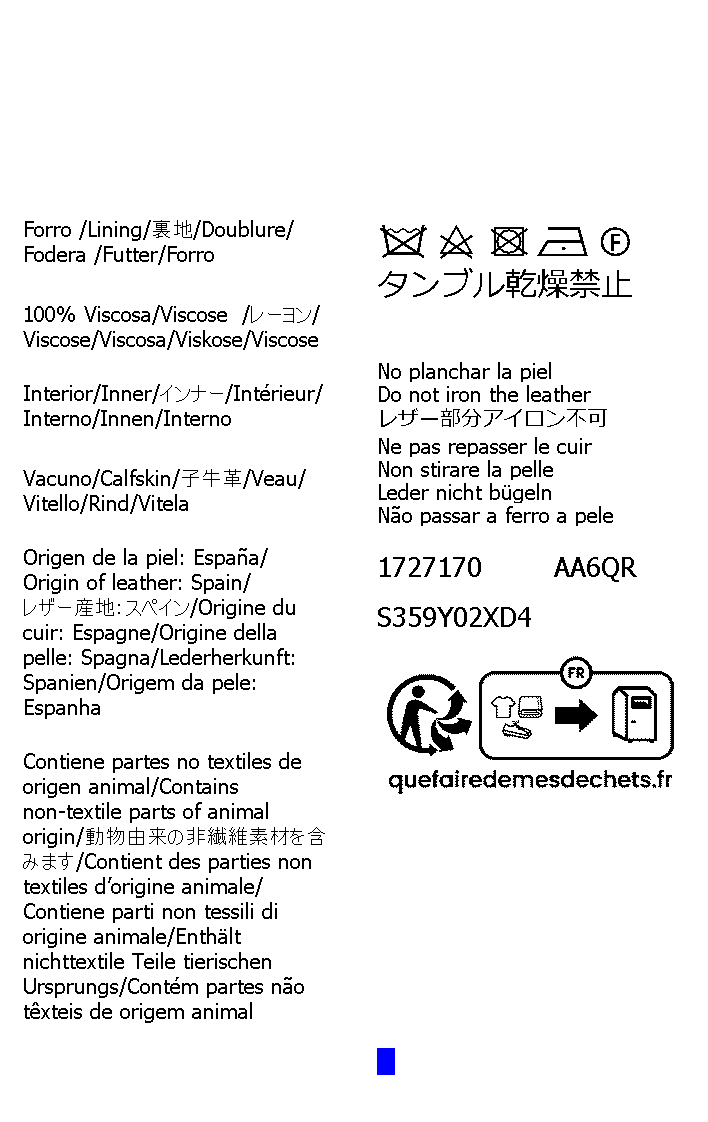 Forro /Lining/裏地/Doublure/
Fodera /Futter/Forro
100% Viscosa/Viscose /レーヨン/
Viscose/Viscosa/Viskose/Viscose
Interior/Inner/インナー/Intérieur/
Interno/Innen/Interno
Vacuno/Calfskin/子牛革/Veau/
Vitello/Rind/Vitela
Origen de la piel: España/
Origin of leather: Spain/
レザー産地：スペイン/Origine du
cuir: Espagne/Origine della
pelle: Spagna/Lederherkunft:
Spanien/Origem da pele:
Espanha
Contiene partes no textiles de
origen animal/Contains
non-textile parts of animal
origin/動物由来の非繊維素材を含
みます/Contient des parties non
textiles d’origine animale/
Contiene parti non tessili di
origine animale/Enthält
nichttextile Teile tierischen
Ursprungs/Contém partes não
têxteis de origem animal
F
タンブル乾燥禁止
No planchar la piel
Do not iron the leather
レザー部分アイロン不可
Ne pas repasser le cuir
Non stirare la pelle
Leder nicht bügeln
Não passar a ferro a pele
1727170 AA6QR
S359Y02XD4
FR
quefairedemesdechets.fr